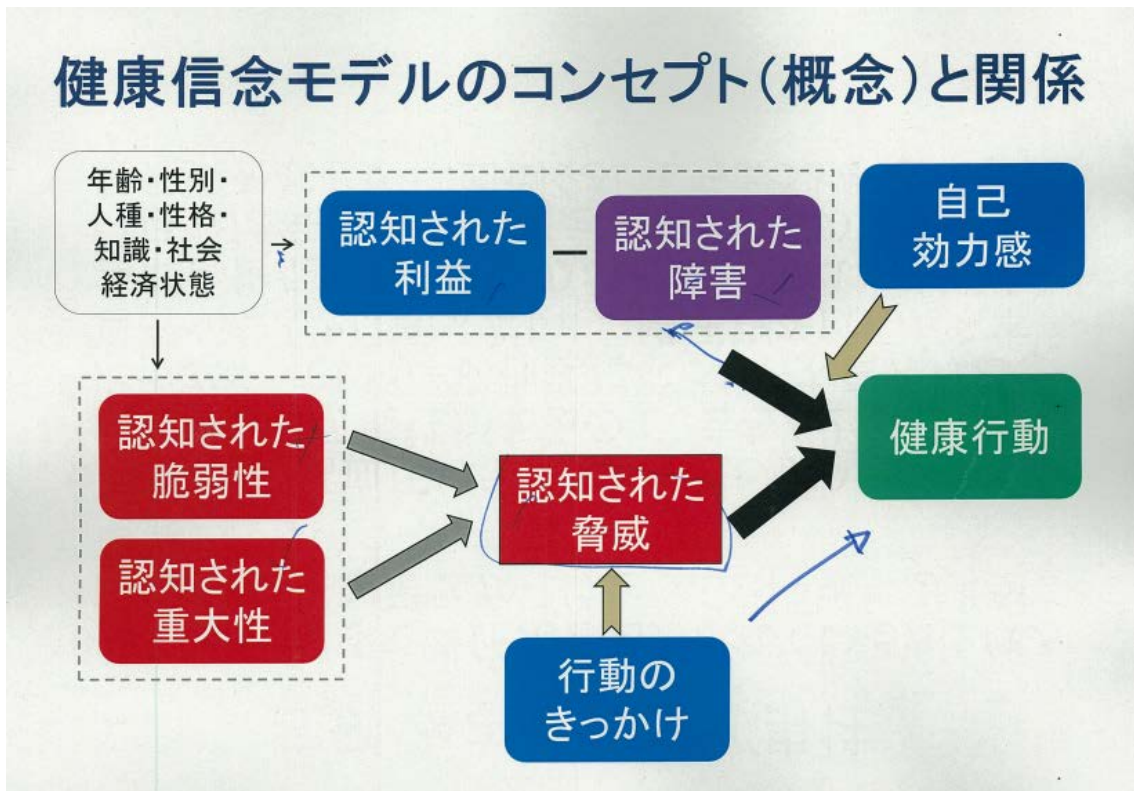 健康信念モデルのコンセプト(概念)と関係
年齢・性別・
人種・性格・
知識・社会
経済状態
認知された
利益
ー
認知された
障害
自己
効力感
認知された
脆弱性
認知された
重大性
認知された
脅威
健康行動
行動の
きっかけ